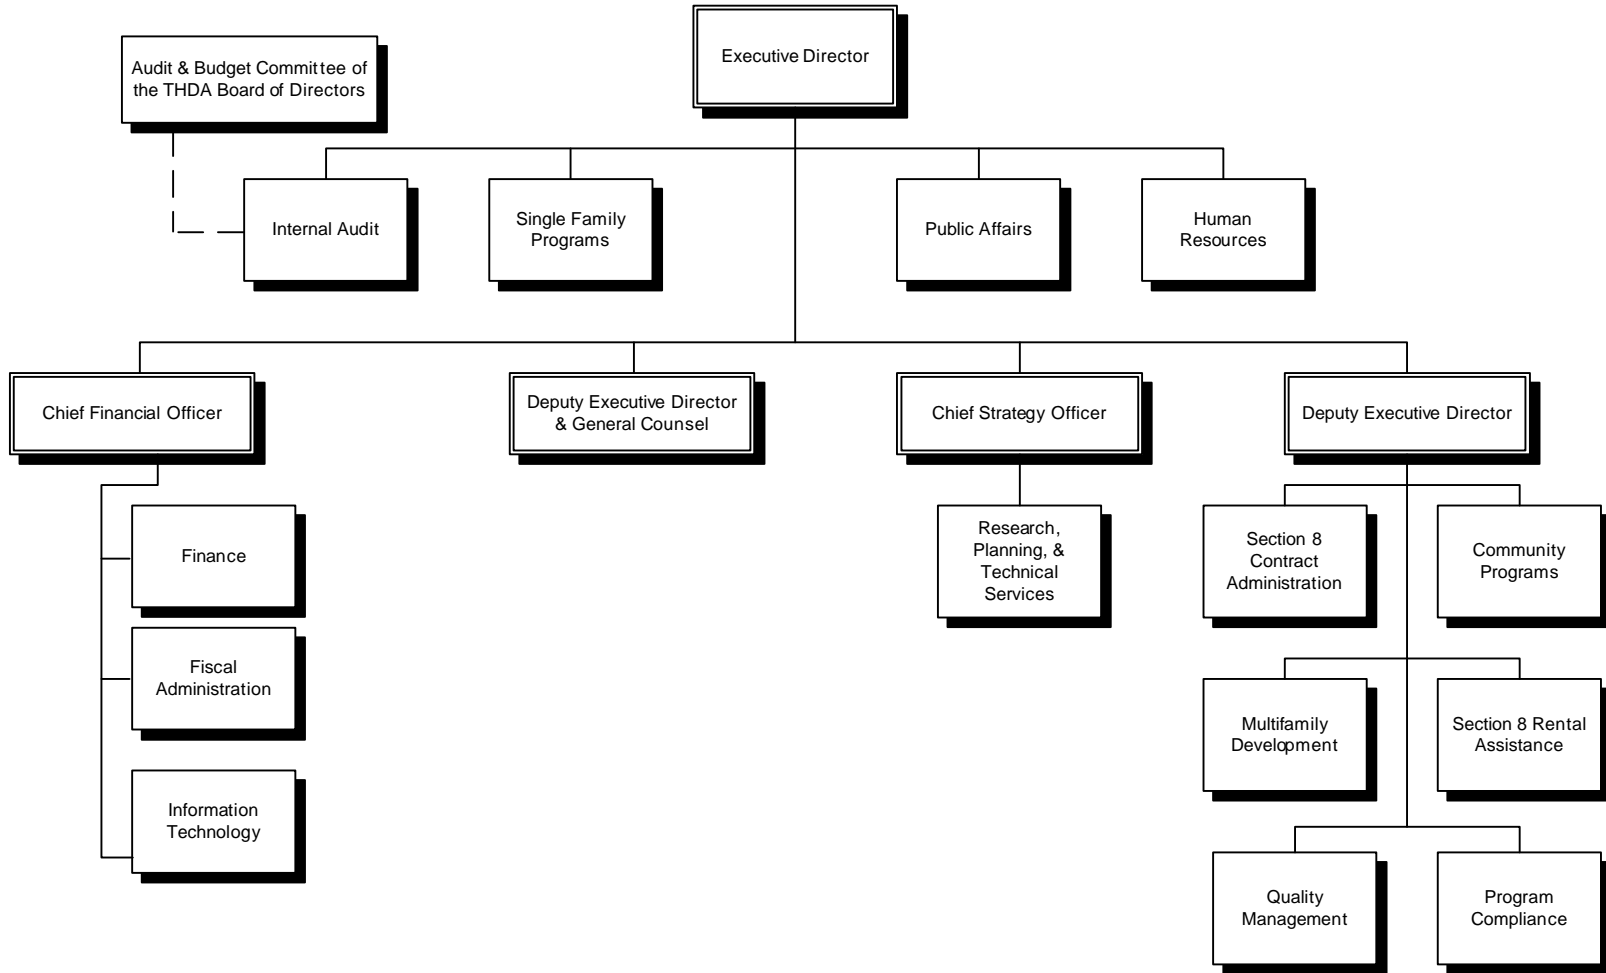 Audit & Budget Committee of
the THDA Board of Directors
Executive Director
Internal Audit
Single Family
Programs
Public Affairs
Human
Resources
Chief Financial Officer
Deputy Executive Director
& General Counsel
Chief Strategy Officer
Deputy Executive Director
Finance
Fiscal
Administration
Information
Technology
Research,
Planning, &
Technical
Services
Section 8
Contract
Administration
Community
Programs
Multifamily
Development
Section 8 Rental
Assistance
Quality
Management
Program
Compliance